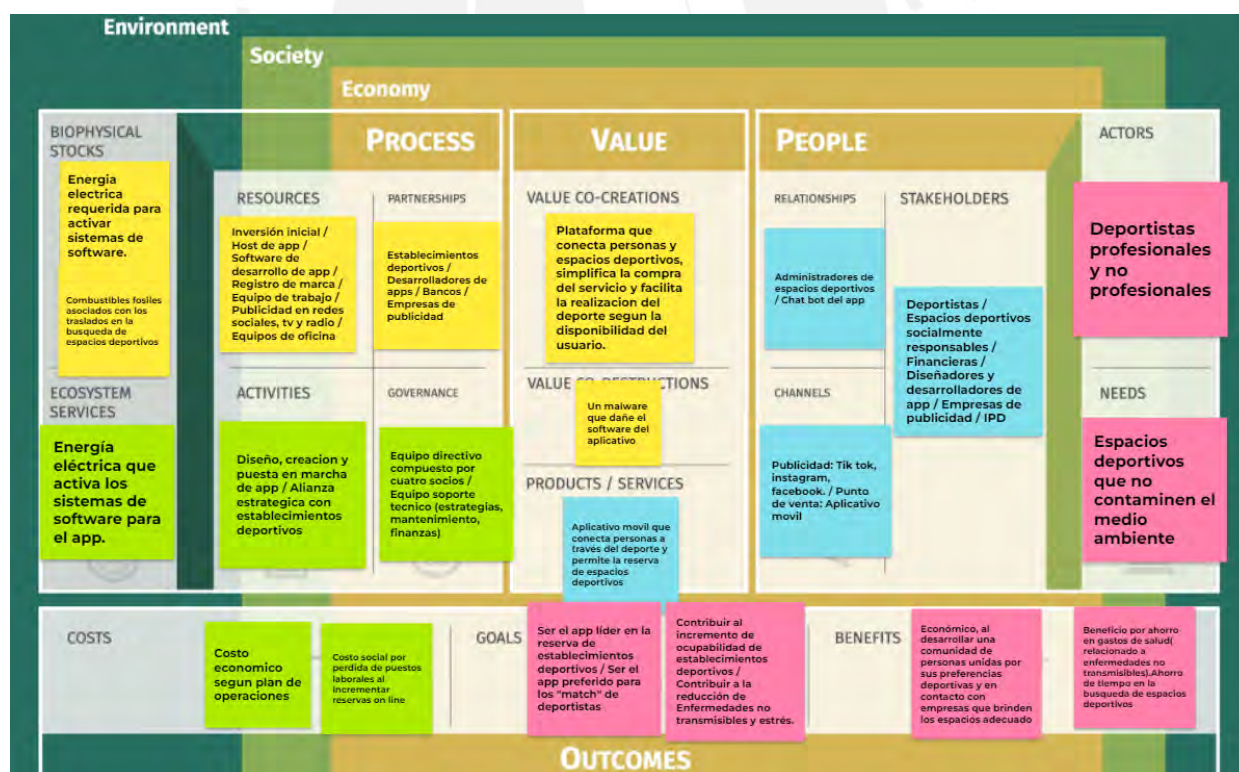 Environment
Society
Economy
BIOPHYSICAL
STOCKS
Energia
electrica
requerida para
activar
sistemas de
software.
Combustibles fosiles
asociados con los
traslados en la
busqueda de
espacios deportivos
ECOSYSTEM
SERVICES
Energía
eléctrica que
activa los
sistemas de
software para
el app.
PROCESS
RESOURCES
Inversión inicial /
Host de app /
Software de
desarrollo de app /
Registro de marca /
Equipo de trabajo /
Publicidad en redes
sociales, tv y radio /
Equipos de oficina
PARTNERSHIPS
Establecimientos
deportivos /
Desarrolladores de
apps / Bancos /
Empresas de
publicidad
ACTIVITIES
Diseño, creacion y
puesta en marcha
de app / Alianza
estrategica con
establecimientos
deportivos
GOVERNANCE
Equipo directivo
compuesto por
cuatro socios /
Equipo soporte
tecnico (estrategias,
mantenimiento,
finanzas)
VALUE
VALUE CO-CREATIONS
Plataforma que
conecta personas y
espacios deportivos,
simplifica la compra
del servicio y facilita
la realizacion del
deporte segun la
disponibilidad del
usuario.
VALUE CO-DESTRUCTIONS
Un malware
que dañe el
software del
aplicativo
PRODUCTS / SERVICES
Aplicativo movil que
conecta personas a
través del deporte y
permite la reserva
de espacios
deportivos
PEOPLE
RELATIONSHIPS
Administradores de
espacios deportivos
/ Chat bot del app
STAKEHOLDERS
Deportistas /
Espacios deportivos
socialmente
responsables /
Financieras /
Diseñadores y
desarrolladores de
app / Empresas de
publicidad / IPD
CHANNELS
Publicidad: Tik tok,
instagram,
facebook. / Punto
de venta: Aplicativo
movil
ACTORS
Deportistas
profesionales
y no
profesionales
NEEDS
Espacios
deportivos
que no
contaminen el
medio
ambiente
COSTS
Costo
economico
segun plan de
operaciones
Costo social por
perdida de puestos
laborales al
incrementar
reservas on line
GOALS
Ser el app líder en la
reserva de
establecimientos
deportivos / Ser el
app preferido para
los "match" de
deportistas
Contribuir al
incremento de
ocupabilidad de
establecimientos
deportivos /
Contribuir a la
reducción de
Enfermedades no
transmisibles y estrés.
BENEFITS
Económico, al
desarrollar una
comunidad de
personas unidas por
sus preferencias
deportivas y en
contacto con
empresas que brinden
los espacios adecuado
Beneficio por ahorro
en gastos de salud(
relacionado a
enfermedades no
transmisibles).Ahorro
de tiempo en la
busqueda de espacios
deportivos
OUTCOMES